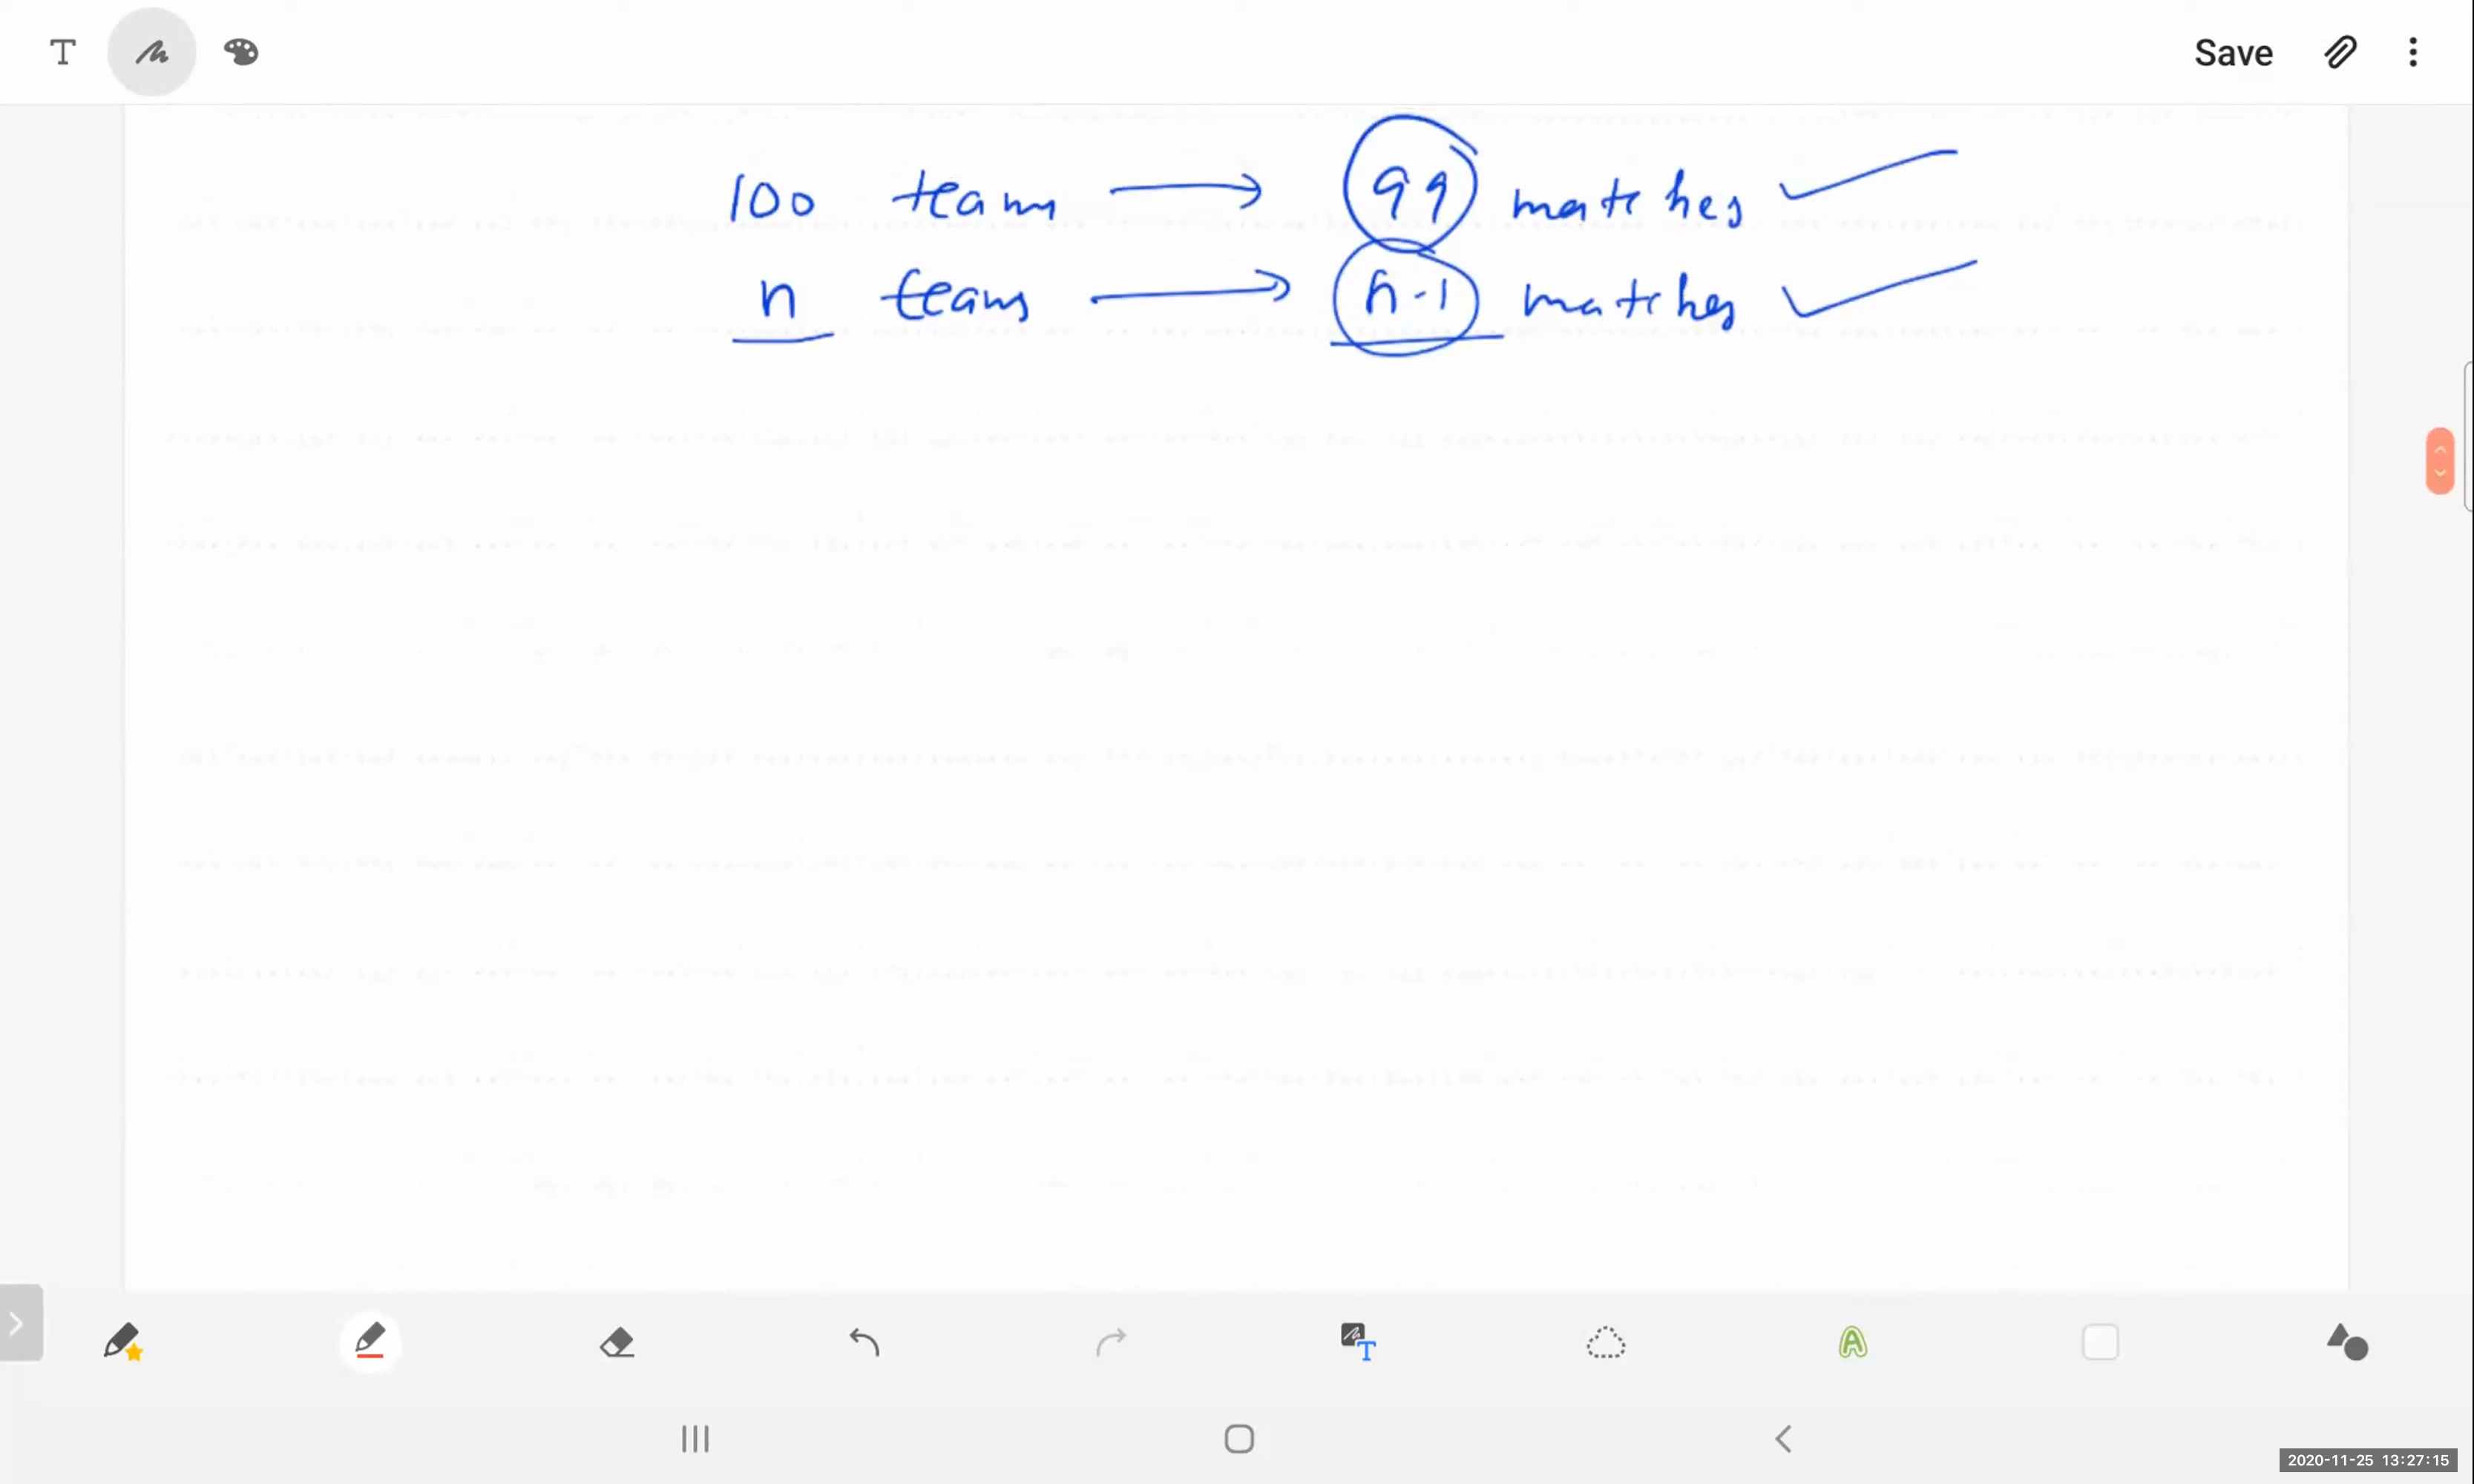 T Save
100 team → 99 matches ✓
n teams → n-1 matches ✓
T A
2020-11-25 13:27:15